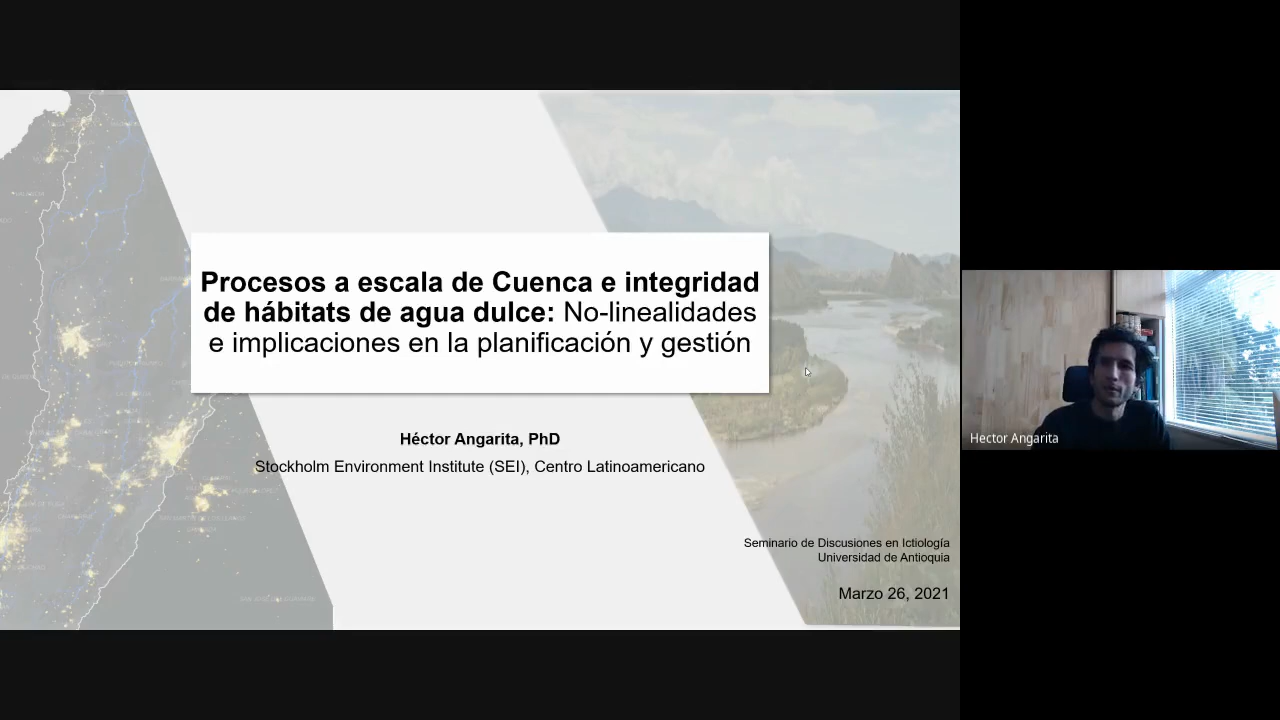 Procesos a escala de Cuenca e integridad
de hábitats de agua dulce: No-linealidades
e implicaciones en la planificación y gestión
Héctor Angarita, PhD
Stockholm Environment Institute (SEI), Centro Latinoamericano
Seminario de Discusiones en Ictiología
Universidad de Antioquia
Marzo 26, 2021
Hector Angarita